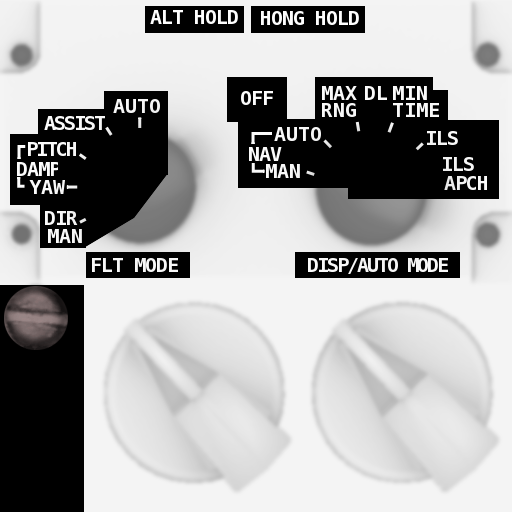 ALT HOLD HONG HOLD
AUTO
ASSIST
PITCH
DAMP
YAW
DIR
MAN
OFF
MAX DL MIN
RNG TIME
AUTO
NAV
MAN
ILS
ILS
APCH
FLT MODE
DISP/AUTO MODE